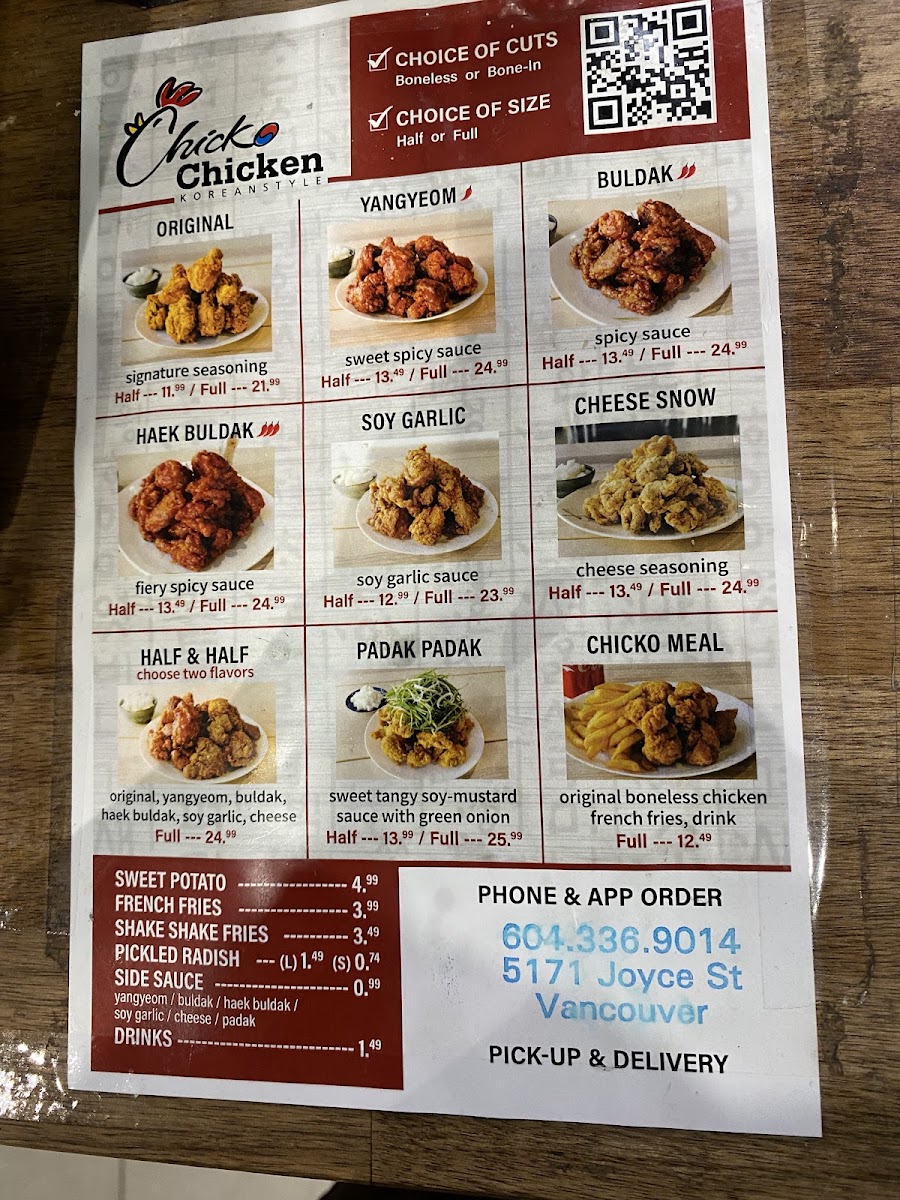 Chicko
Chicken
KOREANSTYLE
CHOICE OF CUTS
Boneless or Bone-In
CHOICE OF SIZE
Half or Full
ORIGINAL
signature seasoning
Half --- 11.99 / Full --- 21.99
YANGYEOM
sweet spicy sauce
Half --- 13.49 / Full --- 24.99
BULDAK
spicy sauce
Half --- 13.49 / Full --- 24.99
HAEK BULDAK
fiery spicy sauce
Half --- 13.49 / Full --- 24.99
SOY GARLIC
soy garlic sauce
Half --- 12.99 / Full --- 23.99
CHEESE SNOW
cheese seasoning
Half --- 13.49 / Full --- 24.99
HALF & HALF
choose two flavors
original, yangyeom, buldak,
haek buldak, soy garlic, cheese
Full --- 24.99
PADAK PADAK
sweet tangy soy-mustard
sauce with green onion
Half --- 13.99 / Full --- 25.99
CHICKO MEAL
original boneless chicken
french fries, drink
Full --- 12.49
SWEET POTATO ---------------- 4.99
FRENCH FRIES ---------------- 3.99
SHAKE SHAKE FRIES ---------- 3.49
PICKLED RADISH --- (L) 1.49 (S) 0.74
SIDE SAUCE -------------------- 0.99
yangyeom / buldak / haek buldak /
soy garlic / cheese / padak
DRINKS --------------------------- 1.49
PHONE & APP ORDER
604.336.9014
5171 Joyce St
Vancouver
PICK-UP & DELIVERY